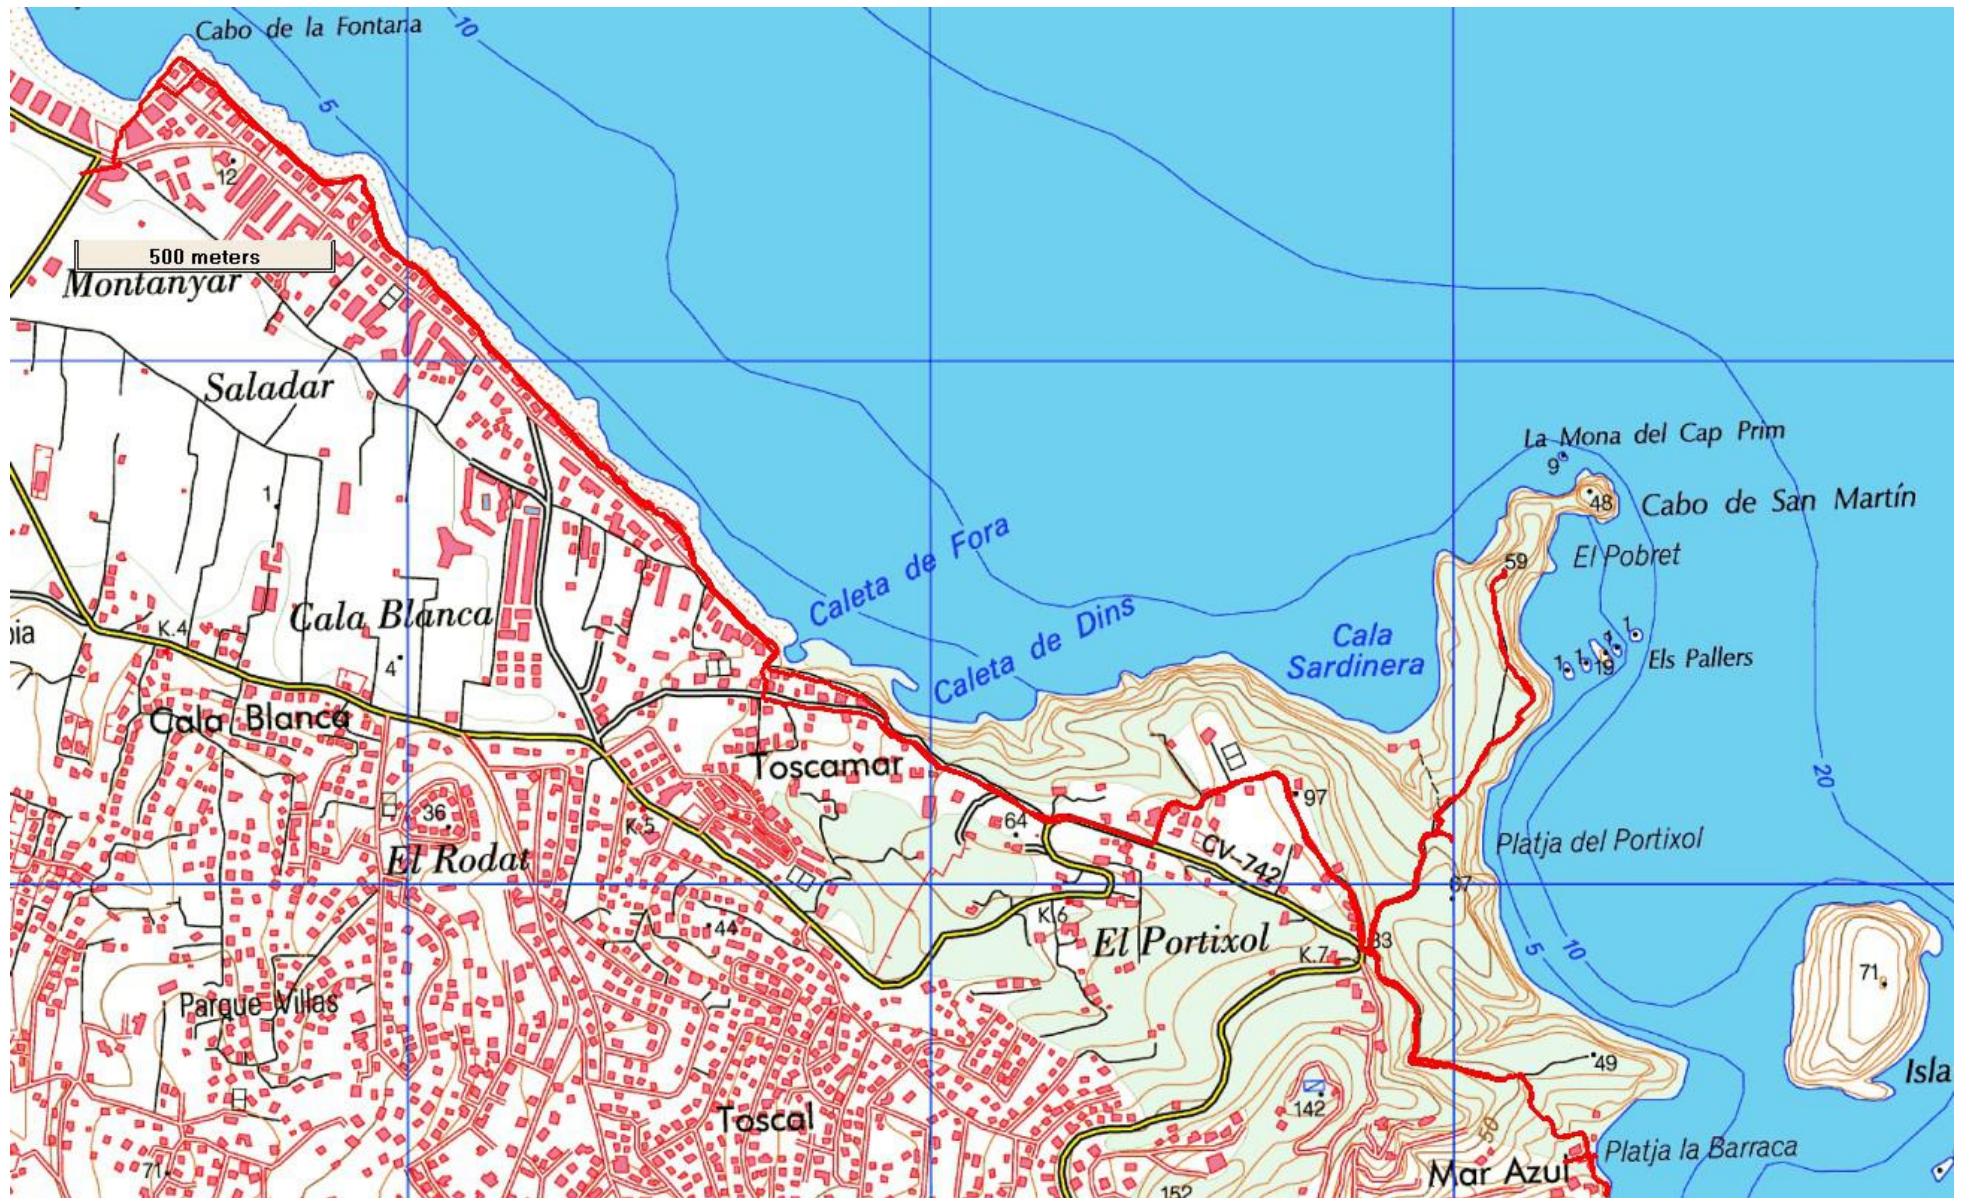 Cabo de la Fontana
10
5
12
500 meters
Montanyar
Saladar
La Mona del Cap Prim
9
48
Cabo de San Martín
1
Caleta de Fora
59
El Pobret
Cala Blanca
Caleta de Dins
Cala
Sardinera
1
1
1
19
Els Pallers
K.4
4
Cala Blanca
Toscamar
20
97
36
K.5
64
CV-742
Platja del Portixol
El Rodat
67
44
K.6
El Portixol
K.7
83
5
10
71
Parque Villas
49
Isla
142
Toscal
50
Platja la Barraca
71
Mar Azul
152